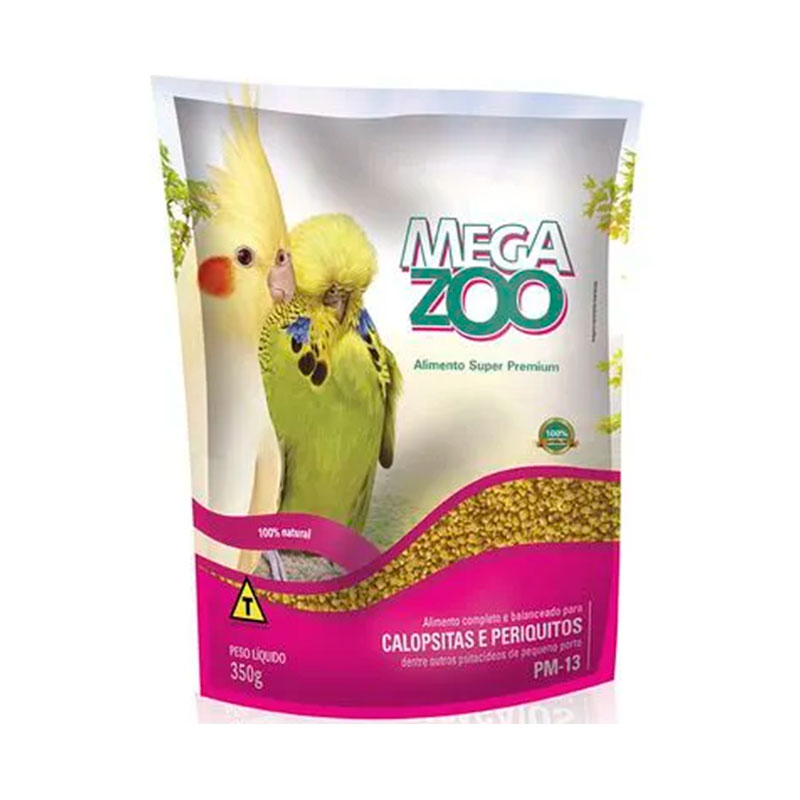 MEGA
ZOO
Alimento Super Premium
100%
100% natural
T
PESO LÍQUIDO
350g
Alimento completo e balanceado para
CALOPSITAS E PERIQUITOS
dentre outros psitacídeos de pequeno porte
PM-13